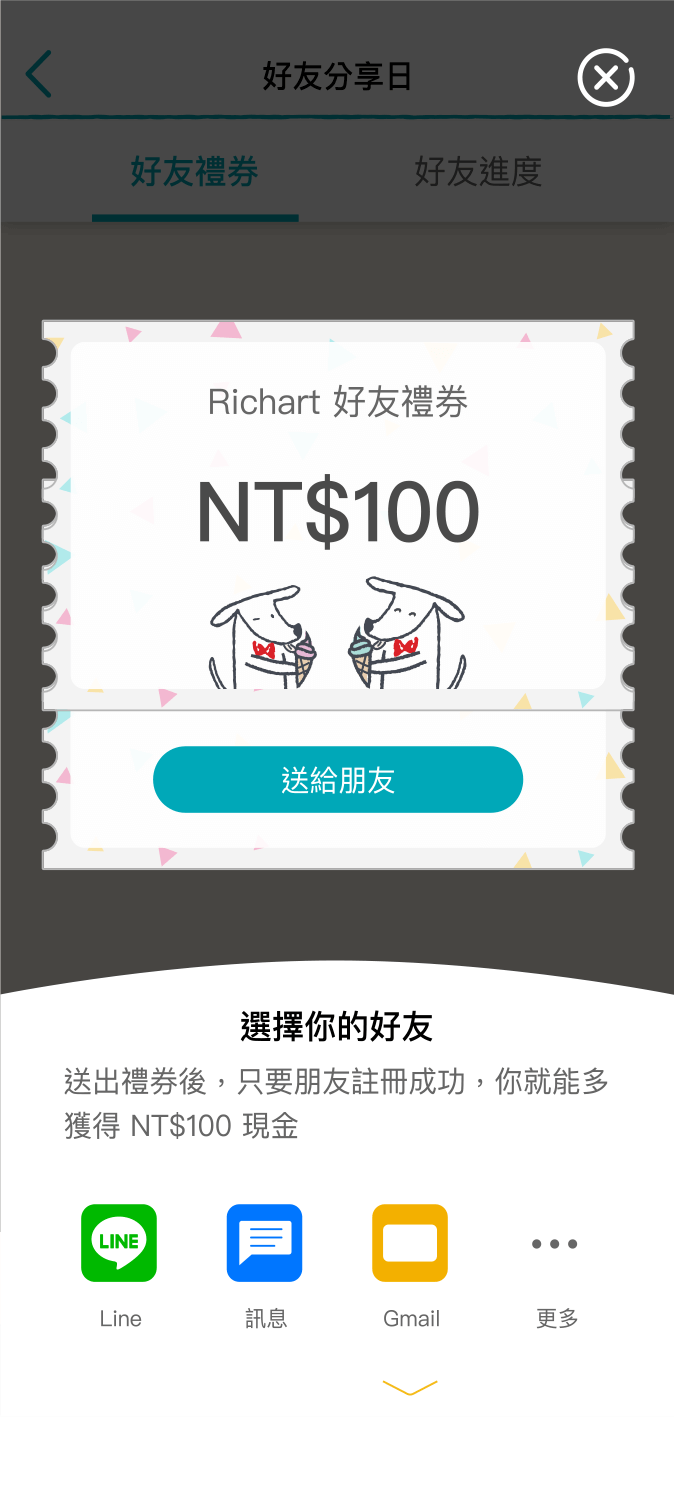 好友分享日
好友禮券
好友進度
Richart 好友禮券
NT$100
送給朋友
選擇你的好友
送出禮券後，只要朋友註冊成功，你就能多
獲得 NT$100 現金
LINE
Line
訊息
Gmail
更多